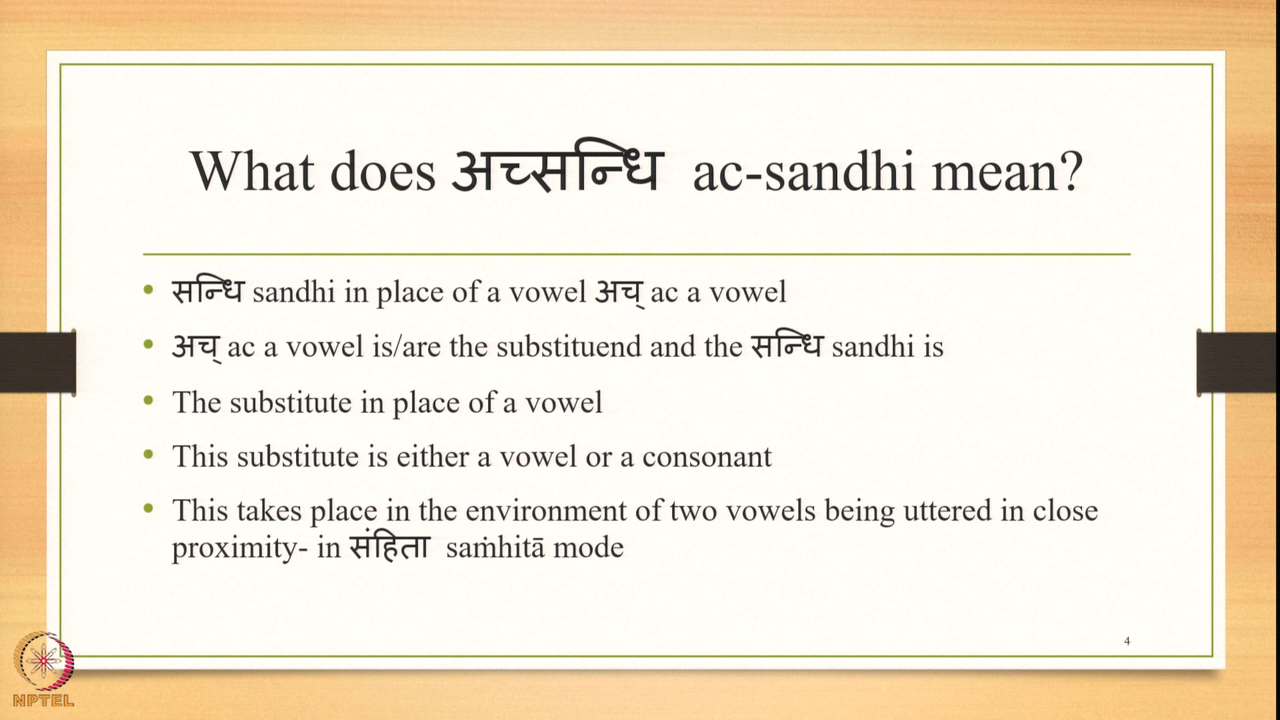 What does अच्सन्धि ac-sandhi mean?
• सन्धि sandhi in place of a vowel अच् ac a vowel
• अच् ac a vowel is/are the substituend and the सन्धि sandhi is
• The substitute in place of a vowel
• This substitute is either a vowel or a consonant
• This takes place in the environment of two vowels being uttered in close
proximity- in संहिता saṁhitā mode
4
NPTEL